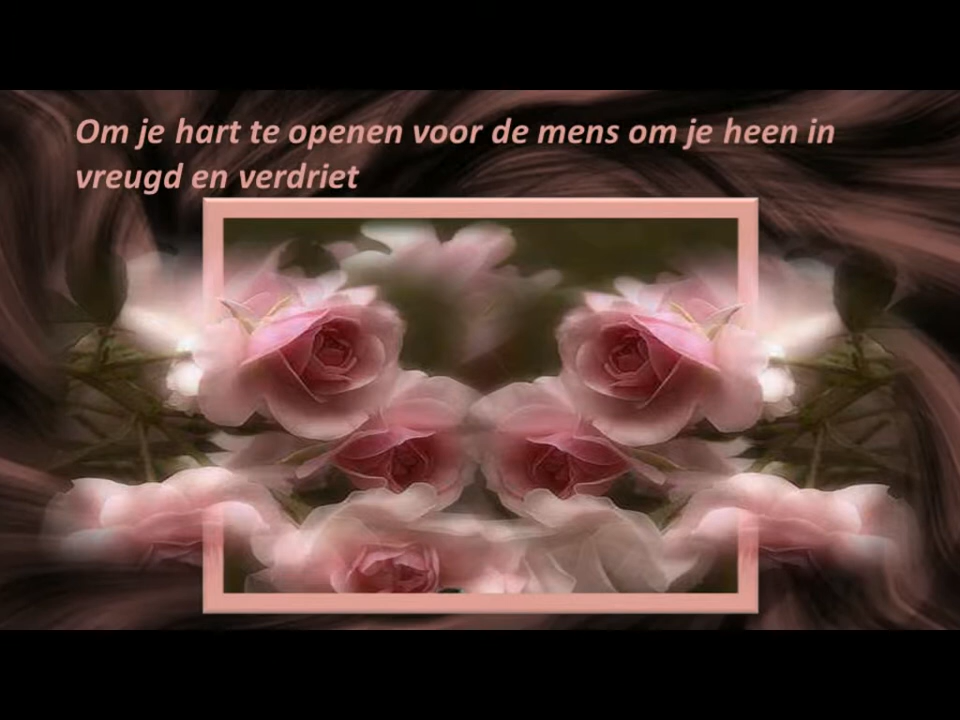 Om je hart te openen voor de mens om je heen in
vreugd en verdriet